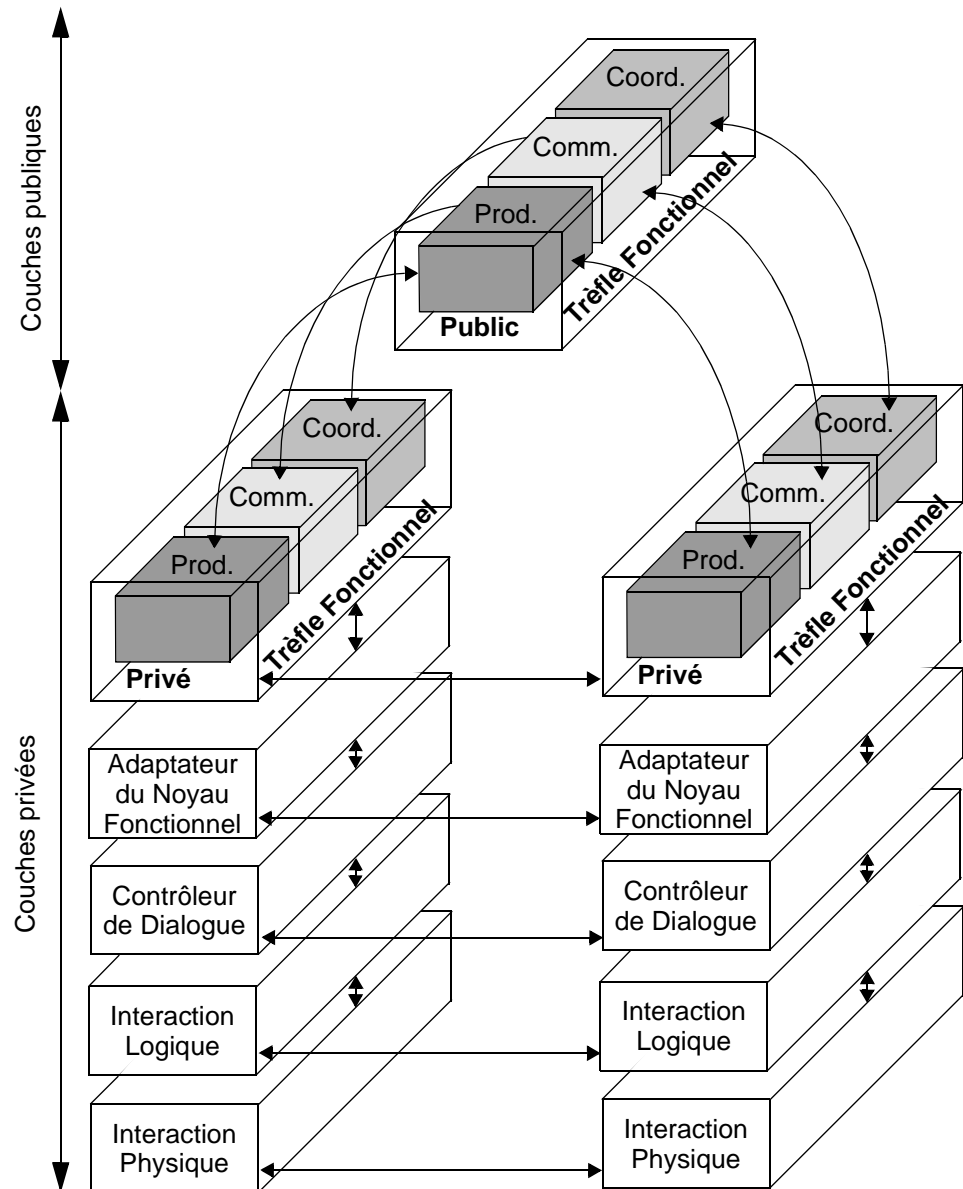 Couches publiques
Coord.
Comm.
Prod.
Public
Trèfle Fonctionnel
Couches privées
Coord.
Comm.
Prod.
Privé
Trèfle Fonctionnel
Coord.
Comm.
Prod.
Privé
Trèfle Fonctionnel
Adaptateur
du Noyau
Fonctionnel
Adaptateur
du Noyau
Fonctionnel
Contrôleur
de Dialogue
Contrôleur
de Dialogue
Interaction
Logique
Interaction
Logique
Interaction
Physique
Interaction
Physique